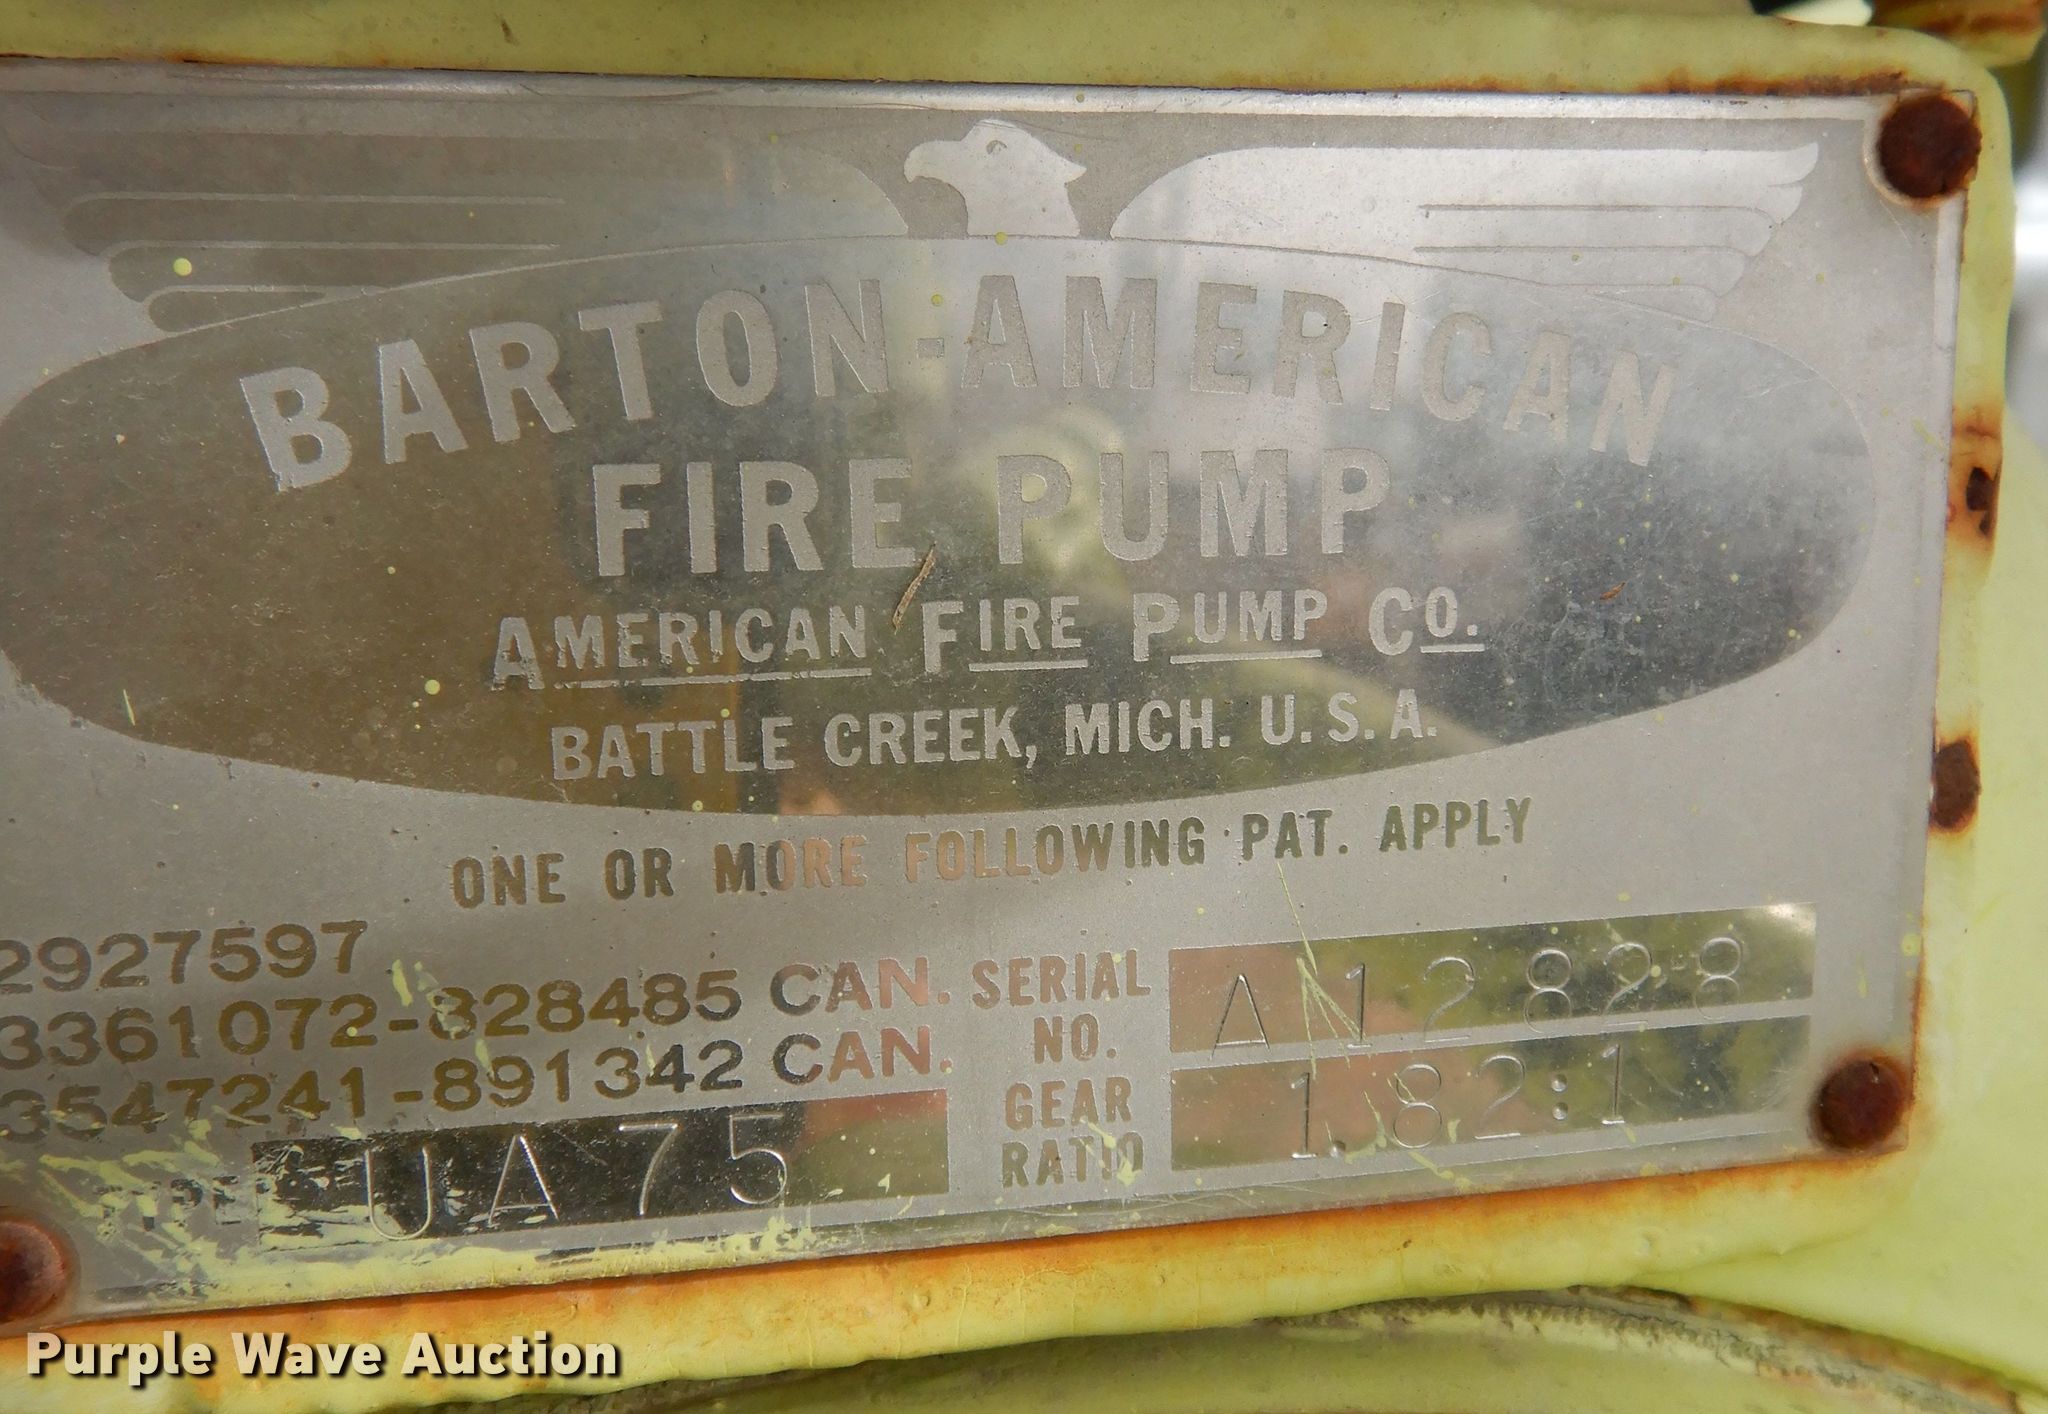 BARTON-AMERICAN
FIRE PUMP
AMERICAN FIRE PUMP CO.
BATTLE CREEK, MICH. U.S.A.
ONE OR MORE FOLLOWING PAT. APPLY
2927597
3361072-828485 CAN.
3547241-891342 CAN.
TYPE UA75
SERIAL NO. A12828
GEAR RATIO 1.82:1
Purple Wave Auction